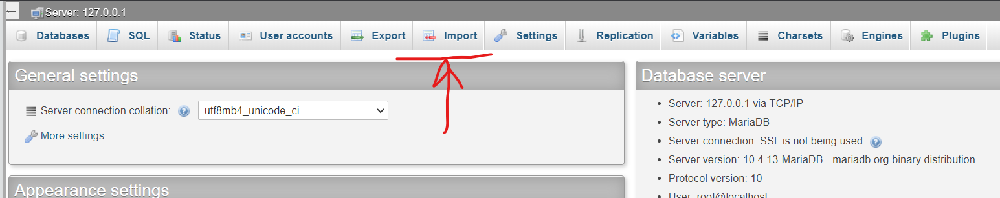 Server: 127.0.0.1
Databases SQL Status User accounts Export Import Settings Replication Variables Charsets Engines Plugins
General settings
Server connection collation: utf8mb4_unicode_ci
More settings
Appearance settings
Database server
Server: 127.0.0.1 via TCP/IP
Server type: MariaDB
Server connection: SSL is not being used
Server version: 10.4.13-MariaDB - mariadb.org binary distribution
Protocol version: 10
User: root@localhost